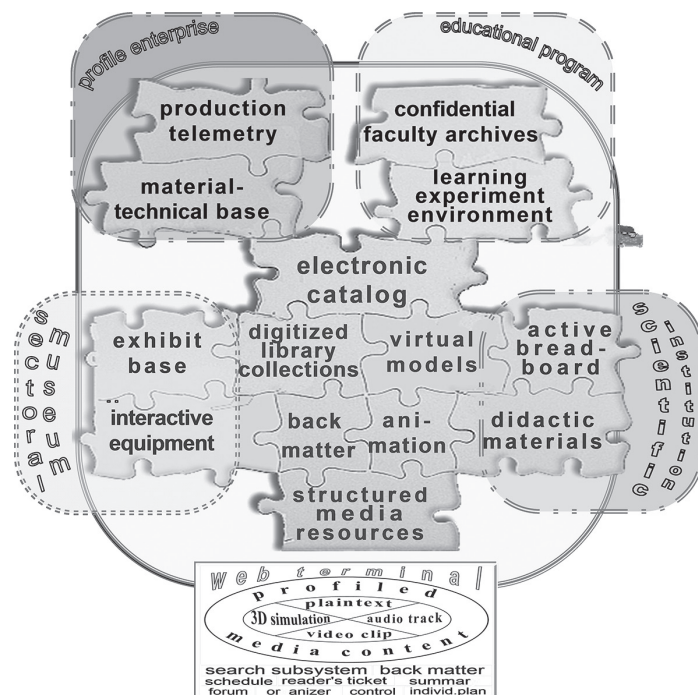 profile enterprise
educational program
production
telemetry
confidential
faculty archives
material-
technical base
learning
experiment
environment
electronic
catalog
sectoral
museum
exhibit
base
digitized
library
collections
virtual
models
active
bread-
board
scientific
institution
interactive
equipment
back
matter
ani-
mation
didactic
materials
structured
media
resources
web terminal
profiled
plaintext
3D simulation
audio track
video clip
media content
search subsystem back matter
schedule reader's ticket summar
forum or anizer control individ.plan